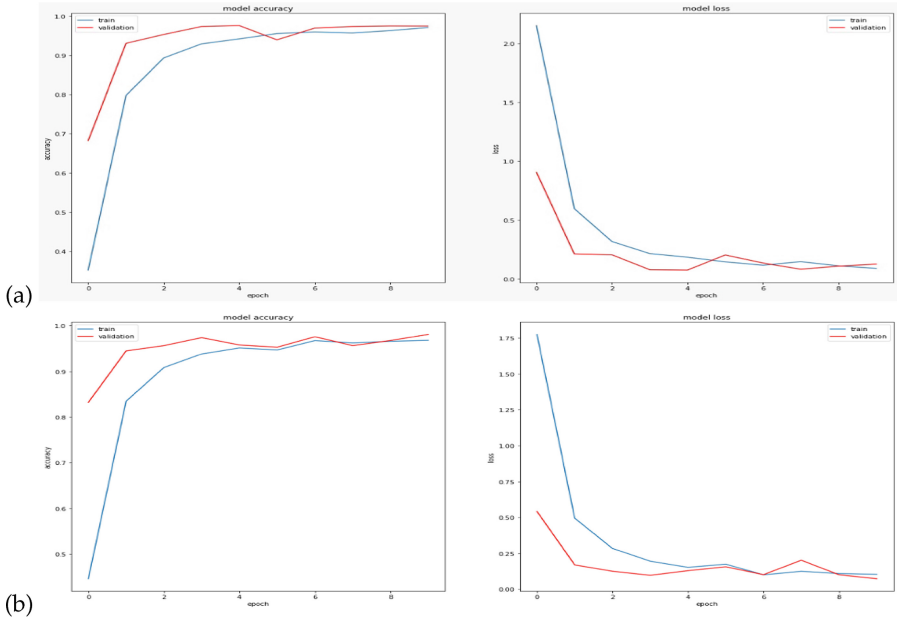 model accuracy
train
validation
1.0
0.9
0.8
0.7
0.6
0.5
0.4
accuracy
0
2
4
6
8
epoch
model loss
train
validation
2.0
1.5
1.0
0.5
0.0
loss
0
2
4
6
8
epoch
(a)
model accuracy
train
validation
1.0
0.9
0.8
0.7
0.6
0.5
accuracy
0
2
4
6
8
epoch
model loss
train
validation
1.75
1.50
1.25
1.00
0.75
0.50
0.25
0.00
loss
0
2
4
6
8
epoch
(b)